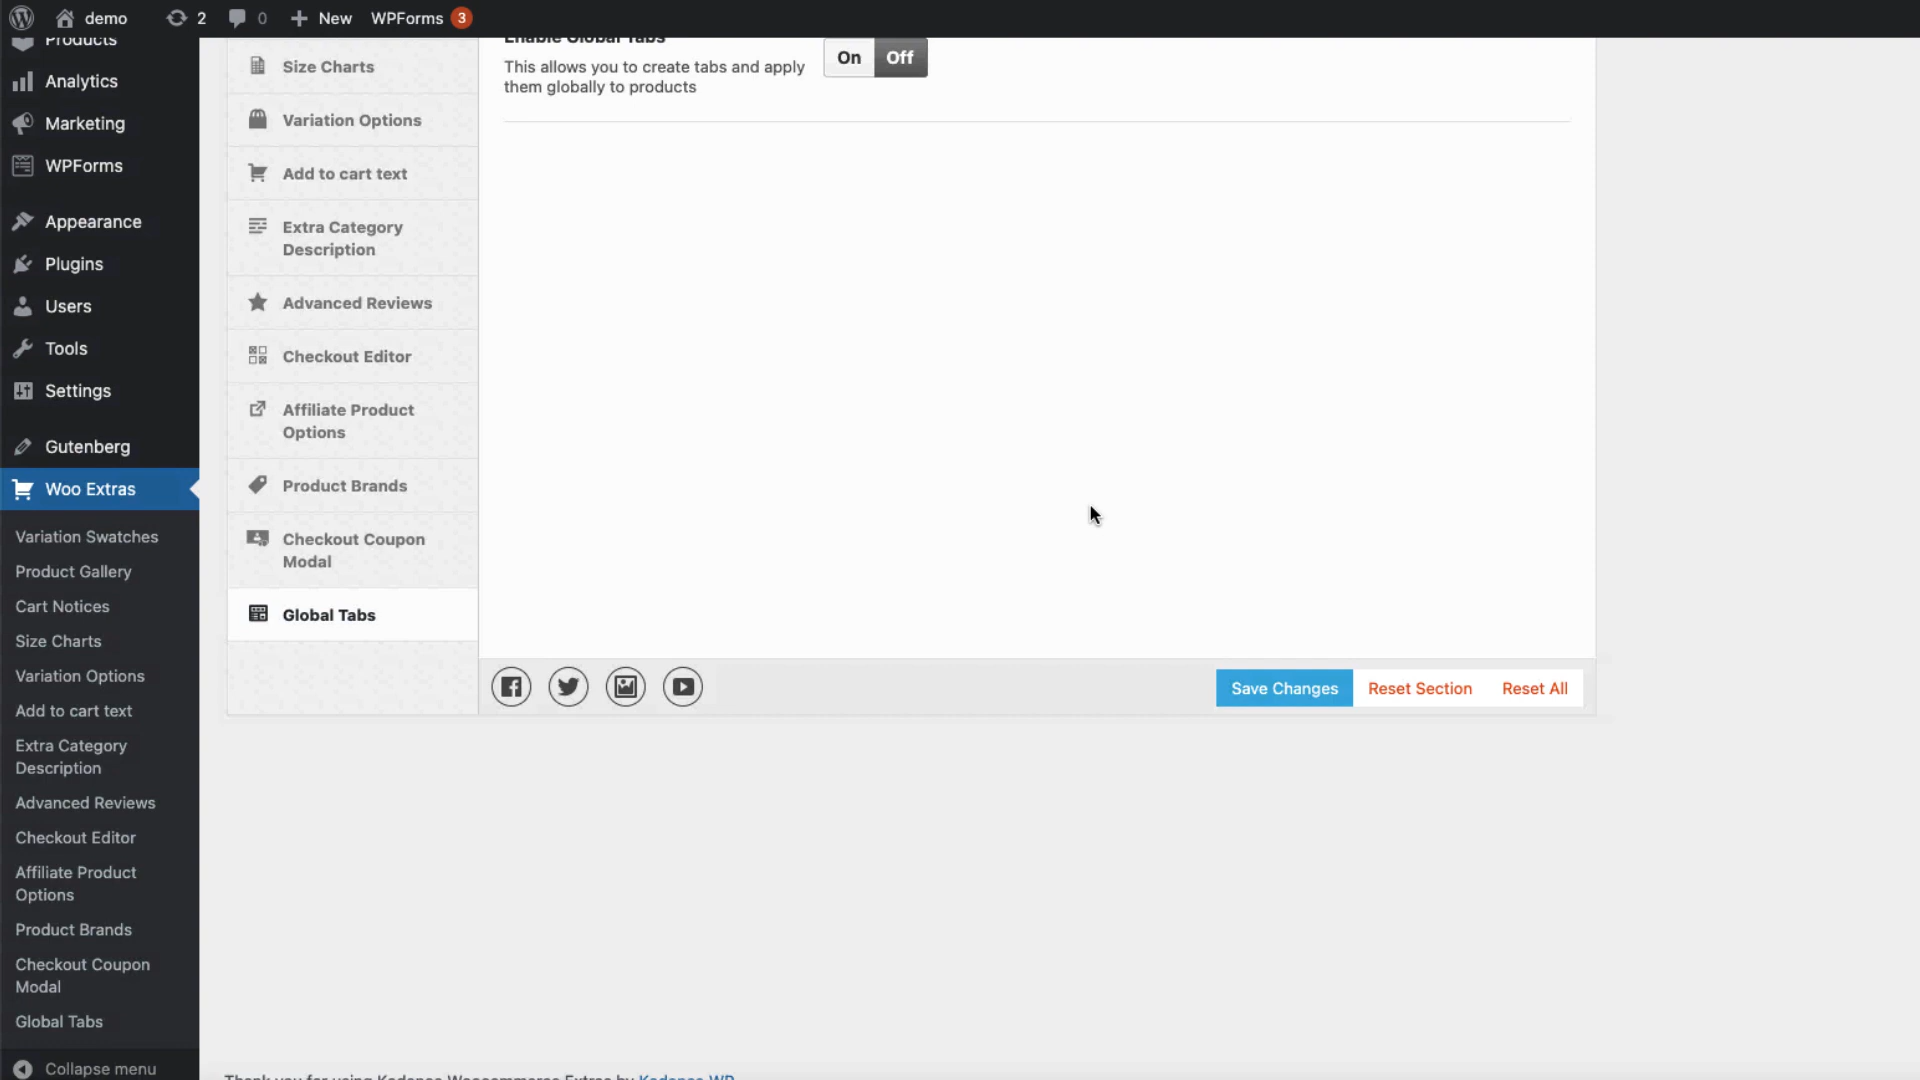 demo
2
0
New
WPForms
3
Products
Analytics
Marketing
WPForms
Appearance
Plugins
Users
Tools
Settings
Gutenberg
Woo Extras
Variation Swatches
Product Gallery
Cart Notices
Size Charts
Variation Options
Add to cart text
Extra Category
Description
Advanced Reviews
Checkout Editor
Affiliate Product
Options
Product Brands
Checkout Coupon
Modal
Global Tabs
Collapse menu
Size Charts
Variation Options
Add to cart text
Extra Category
Description
Advanced Reviews
Checkout Editor
Affiliate Product
Options
Product Brands
Checkout Coupon
Modal
Global Tabs
Enable Global Tabs
This allows you to create tabs and apply
them globally to products
On
Off
Save Changes
Reset Section
Reset All
Thank you for using Kadence Woocommerce Extras by Kadence WP